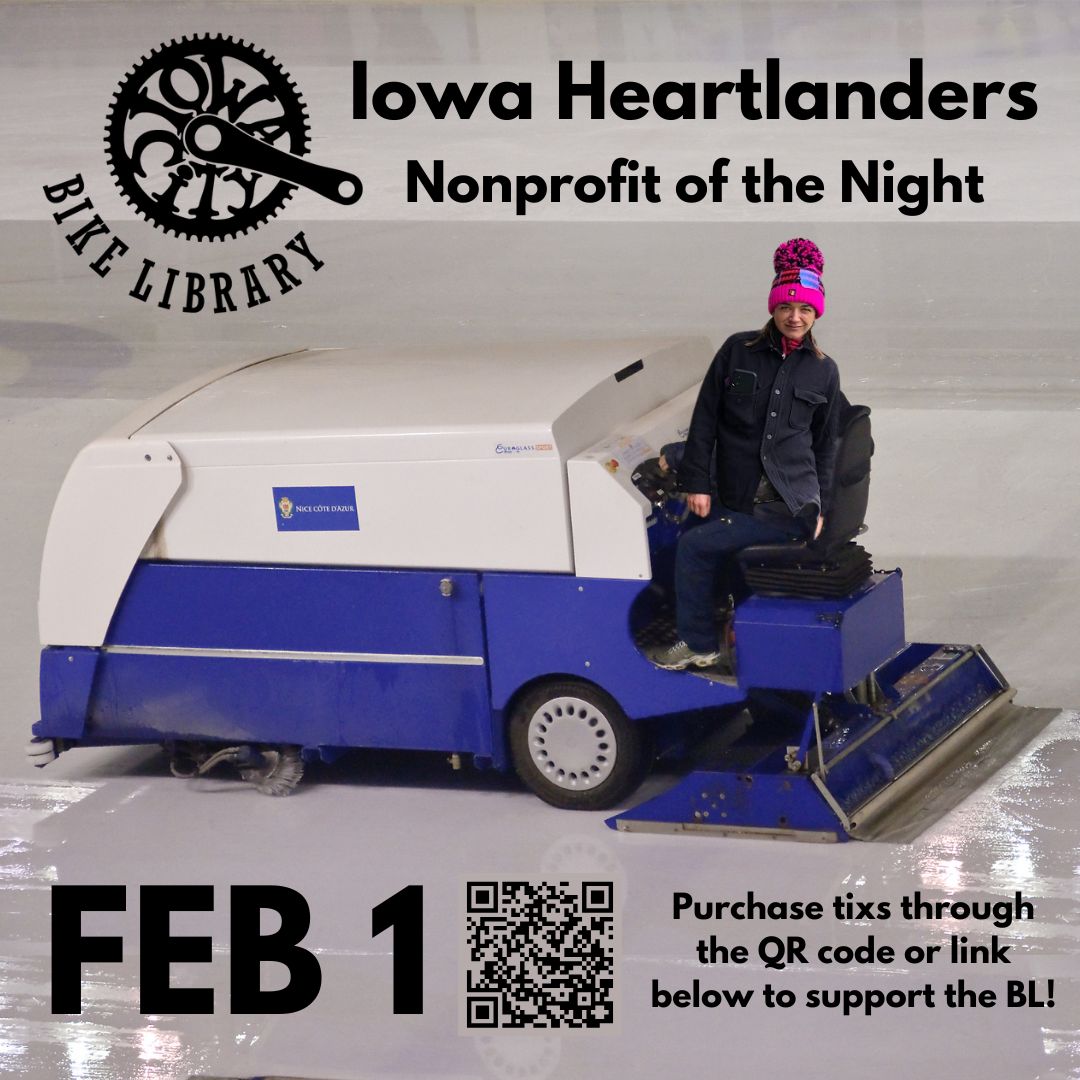 IOWA
CiTY
BIKE LIBRARY
Iowa Heartlanders
Nonprofit of the Night
NICE CÔTE D'AZUR
FEB 1
Purchase tixs through
the QR code or link
below to support the BL!